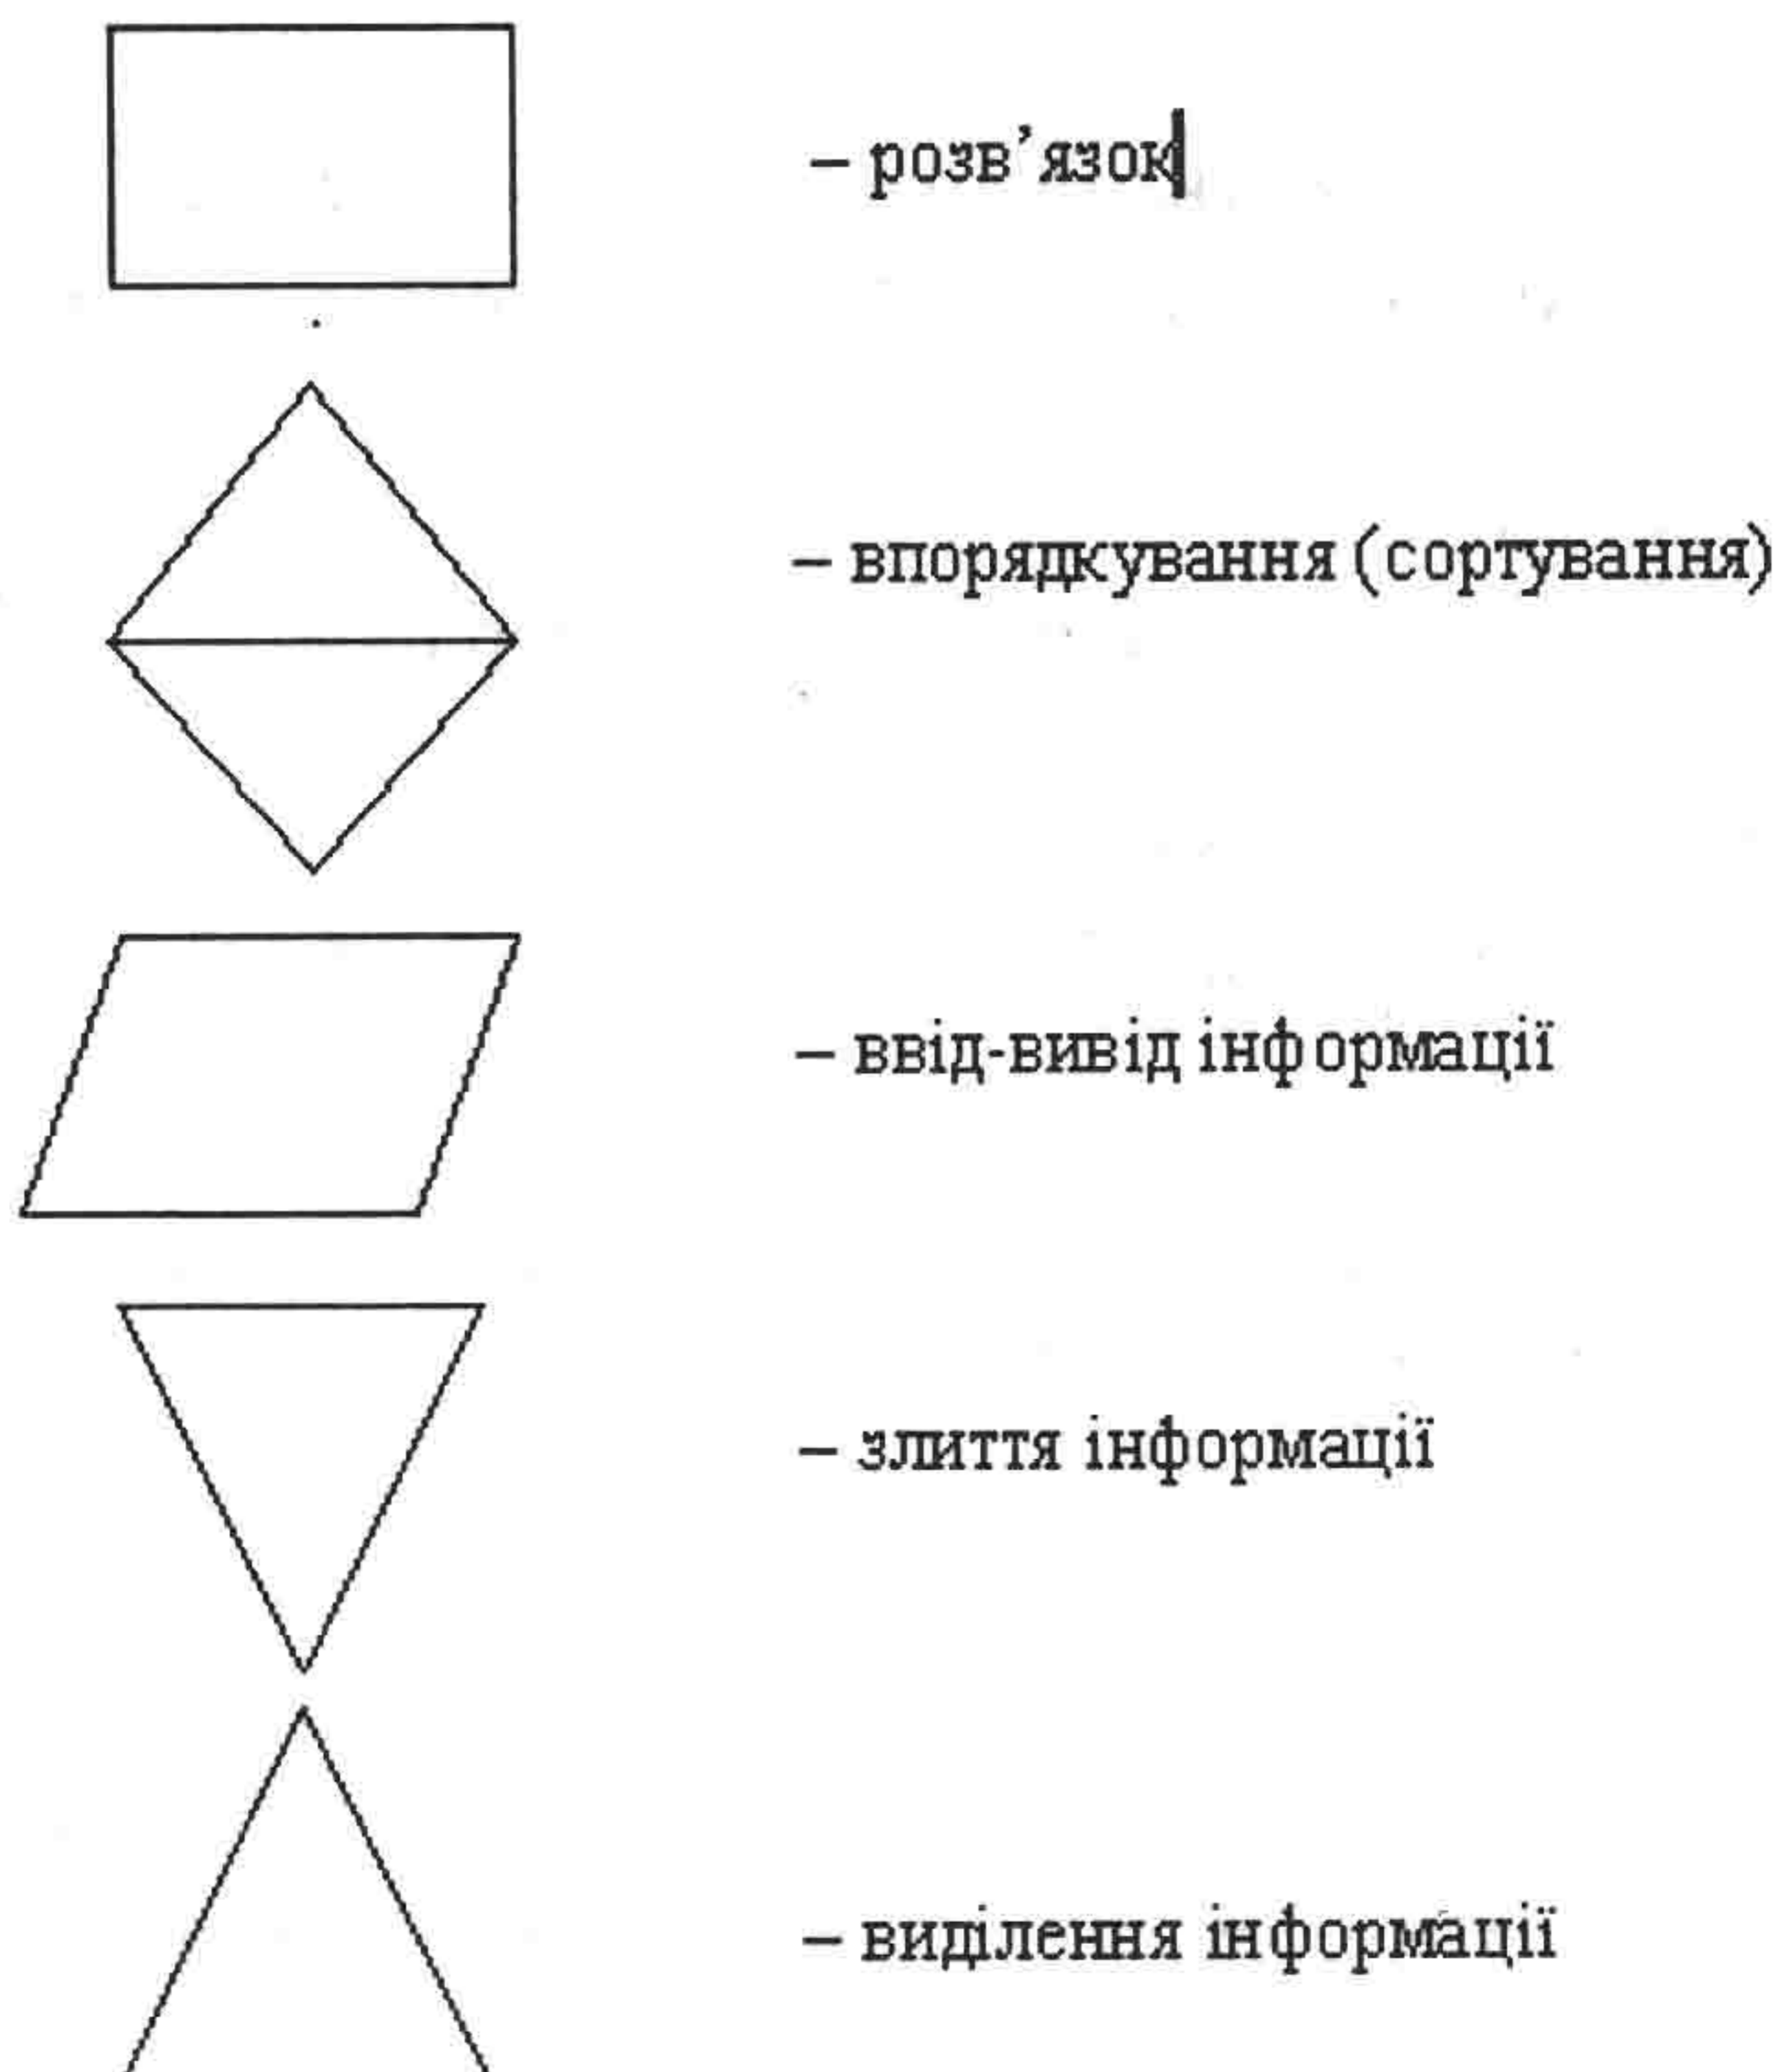 – розв’язок
– впорядкування (сортування)
– ввід-вивід інформації
– злиття інформації
– виділення інформації